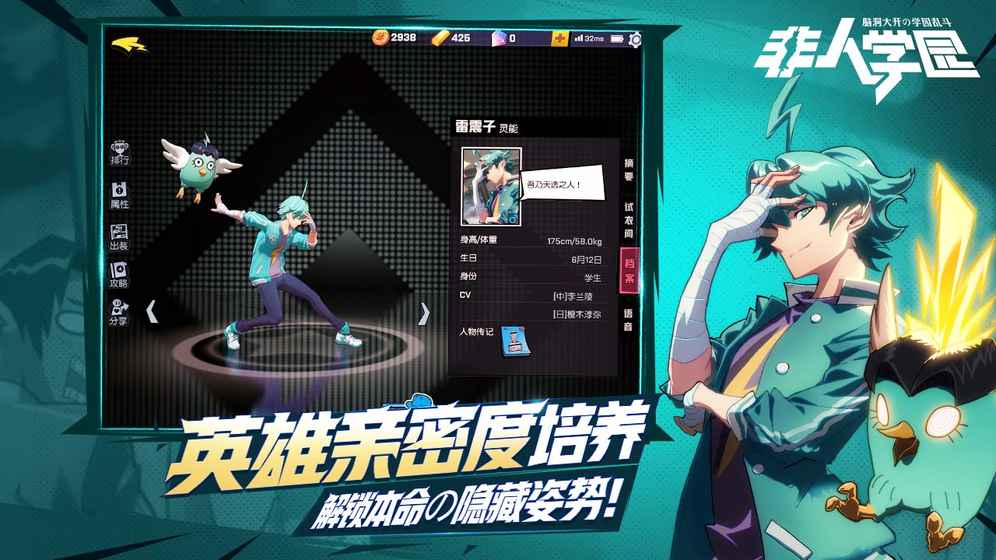 脑洞大开の学园乱斗
非人学园
2938
425
0
32ms
雷震子 灵能
吾乃天选之人！
身高/体重 175cm/58.0kg
生日 6月12日
身份 学生
CV [中]李兰陵
[日]榎木淳弥
人物传记
排行
属性
出装
攻略
分享
摘要
试衣间
档案
语音
英雄亲密度培养
解锁本命の隐藏姿势!